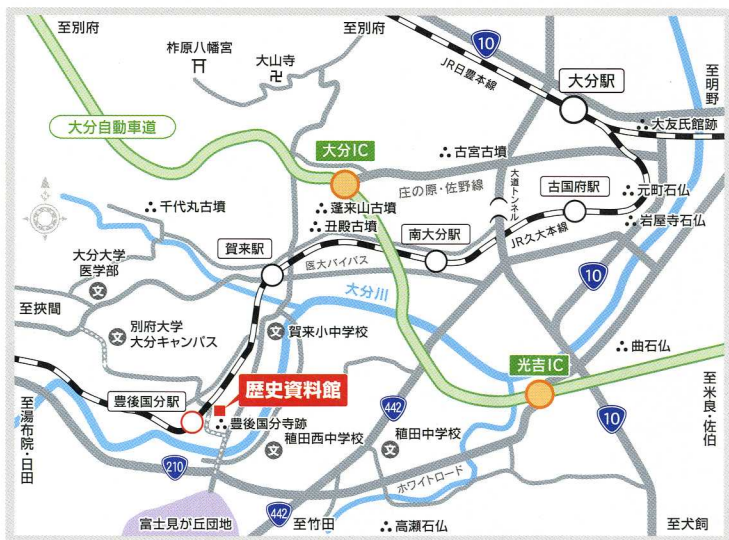 至別府
至別府
柞原八幡宮
大山寺
10
JR日豊本線
大分駅
至明野
大分自動車道
大分IC
古宮古墳
大友氏館跡
庄の原・佐野線
大道トンネル
古国府駅
元町石仏
千代丸古墳
蓬来山古墳
丑殿古墳
岩屋寺石仏
賀来駅
南大分駅
JR久大本線
大分大学
医学部
文
医大バイパス
大分川
10
至挾間
別府大学
大分キャンパス
文
文
賀来小中学校
光吉IC
曲石仏
歴史資料館
豊後国分駅
豊後国分寺跡
442
10
至米良・佐伯
至湯布院・日田
稙田西中学校
文
稙田中学校
文
210
ホワイトロード
442
富士見が丘団地
至竹田
高瀬石仏
至犬飼